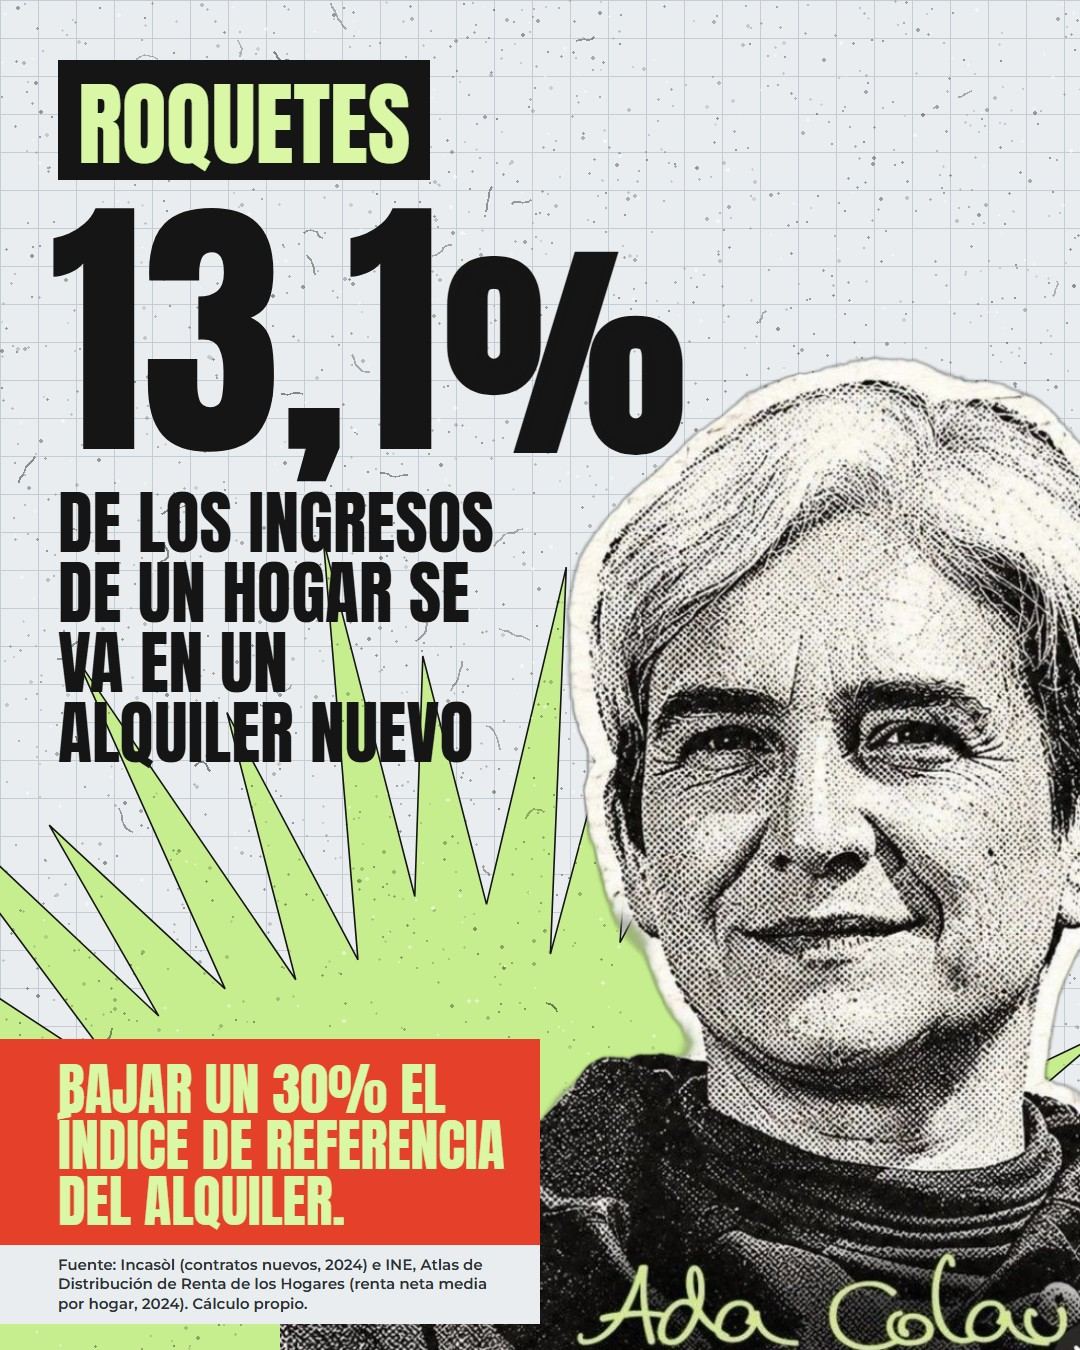 ROQUETES
13,1%
DE LOS INGRESOS
DE UN HOGAR SE
VA EN UN
ALQUILER NUEVO
BAJAR UN 30% EL
ÍNDICE DE REFERENCIA
DEL ALQUILER.
Fuente: Incasòl (contratos nuevos, 2024) e INE, Atlas de
Distribución de Renta de los Hogares (renta neta media
por hogar, 2024). Cálculo propio.
Ada Colau